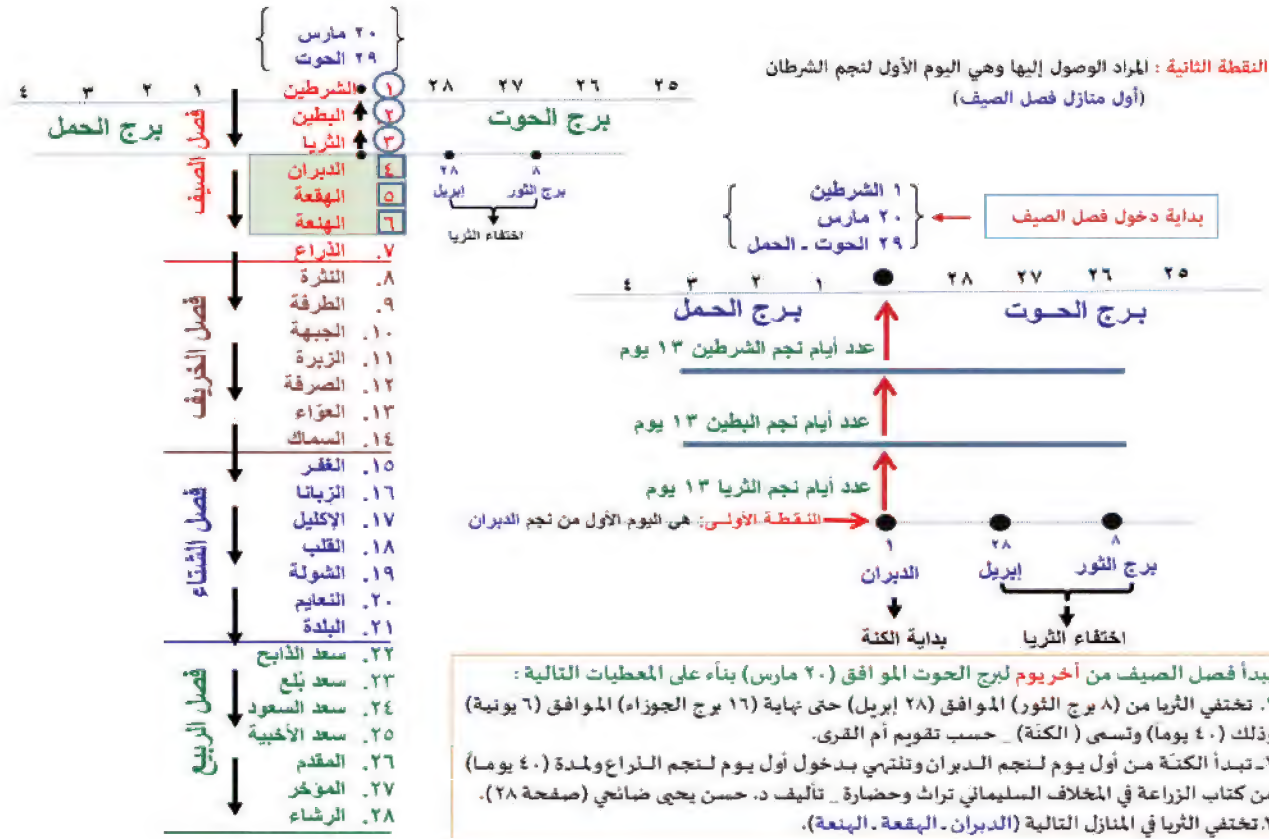 ٢٠ مارس
٢٩ الحوت
٢٥ ٢٦ ٢٧ ٢٨
١ ٢ ٣ ٤
برج الحوت
برج الحمل
١ الشرطين
٢ البطين
٣ الثريا
٤ الدبران
٥ الهقعة
٦ الهنعة
٧. الذراع
٨. النثرة
٩. الطرفة
١٠. الجبهة
١١. الزبرة
١٢. الصرفة
١٣. العوّاء
١٤. السماك
١٥. الغفر
١٦. الزبانا
١٧. الإكليل
١٨. القلب
١٩. الشولة
٢٠. النعايم
٢١. البلدة
٢٢. سعد الذابح
٢٣. سعد بلع
٢٤. سعد السعود
٢٥. سعد الأخبية
٢٦. المقدم
٢٧. المؤخر
٢٨. الرشاء
فصل الصيف
فصل الخريف
فصل الشتاء
فصل الربيع
٨ ٢٨
برج الثور إبريل
اختفاء الثريا
النقطة الثانية : المراد الوصول إليها وهي اليوم الأول لنجم الشرطان
(أول منازل فصل الصيف)
بداية دخول فصل الصيف
١ الشرطين
٢٠ مارس
٢٩ الحوت ـ الحمل
٢٥ ٢٦ ٢٧ ٢٨ ١ ٢ ٣ ٤
برج الحـوت برج الحمل
عدد أيام نجم الشرطين ١٣ يوم
عدد أيام نجم البطين ١٣ يوم
عدد أيام نجم الثريا ١٣ يوم
النقطـة الأولـى: هي اليوم الأول من نجم الدبران
٨ ٢٨ ١
برج الثور إبريل الدبران
اختفاء الثريا بداية الكنة
يبدأ فصل الصيف من أخريوم لبرج الحوت الموافق (٢٠ مارس) بناء على المعطيات التالية :
١. تختفي الثريا من (٨ برج الثور) الموافق (٢٨ إبريل) حتى نهاية (١٦ برج الجوزاء) الموافق (٦ يونية)
وذلك (٤٠ يوماً) وتسمى ( الكنّة) _ حسب تقويم أم القرى.
٢ـ تبدأ الكنـّة من أول يوم لنجم الدبران وتنتهي بدخول أول يوم لنجم الذراع ولمدة (٤٠ يوماً)
من كتاب الزراعة في المخلاف السليماني تراث وحضارة _ تأليف د. حسن يحيى ضائحي (صفحة ٢٨).
٣.تختفي الثريا في المنازل التالية (الدبران ـ الهقعة ـ الهنعة).